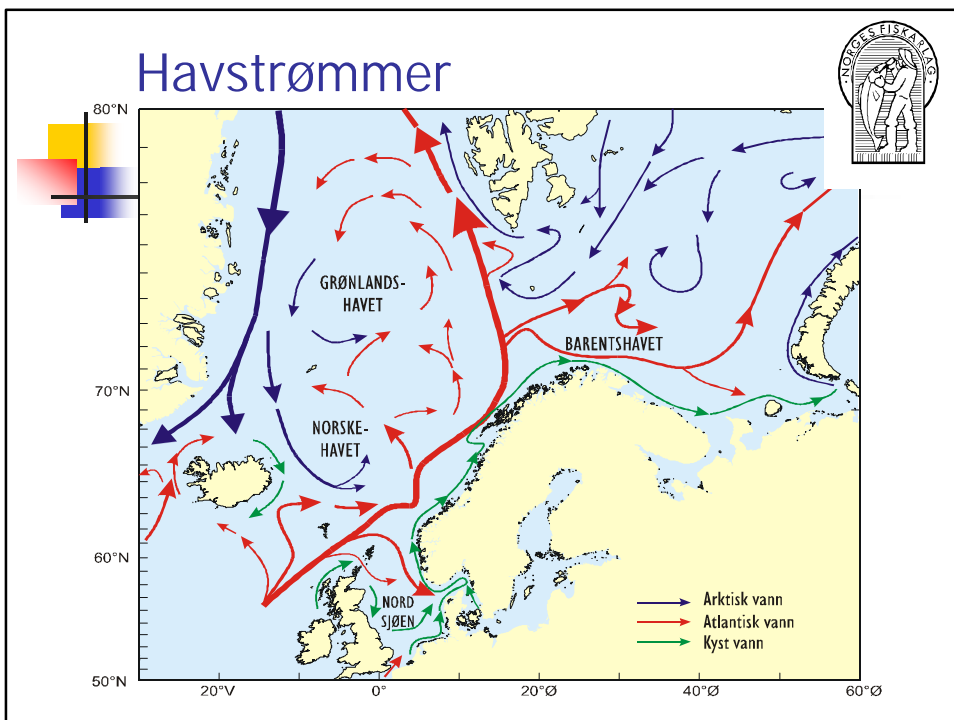 Havstrømmer
NORGES FISKARLAG
80°N
GRØNLANDS-
HAVET
BARENTSHAVET
70°N
NORSKE-
HAVET
60°N
NORD
SJØEN
Arktisk vann
Atlantisk vann
Kyst vann
50°N
20°V
0°
20°Ø
40°Ø
60°Ø